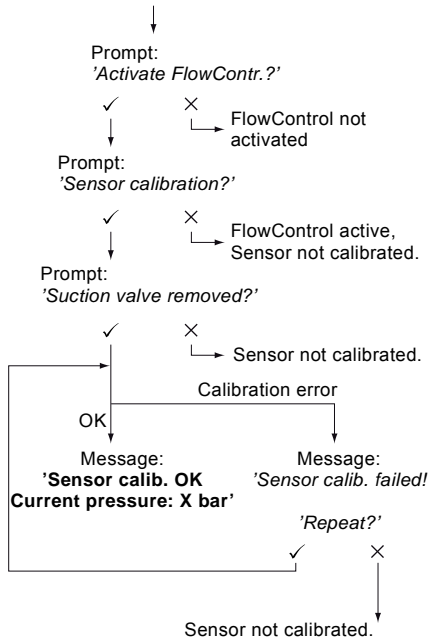 Prompt:
'Activate FlowContr.?'
FlowControl not
activated
Prompt:
'Sensor calibration?'
FlowControl active,
Sensor not calibrated.
Prompt:
'Suction valve removed?'
Sensor not calibrated.
Calibration error
OK
Message:
'Sensor calib. OK
Current pressure: X bar'
Message:
'Sensor calib. failed!
'Repeat?'
Sensor not calibrated.